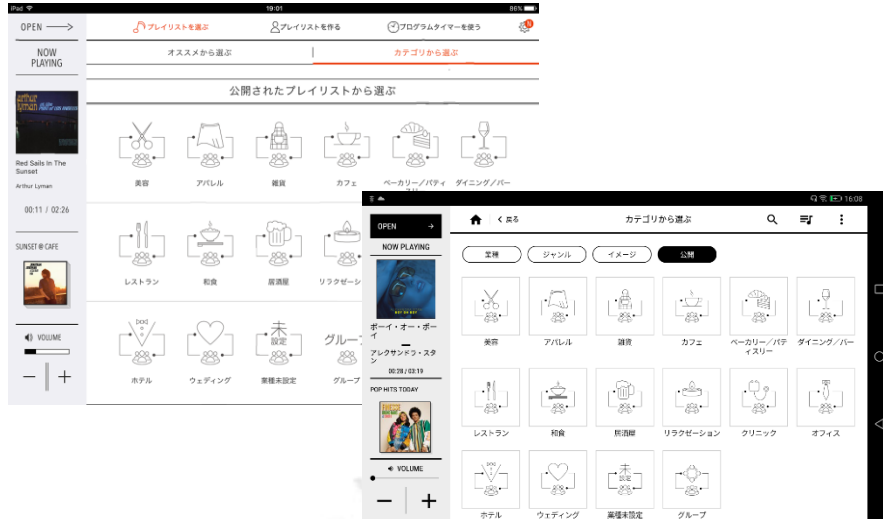 iPad 19:01 86%
OPEN
プレイリストを選ぶ プレイリストを作る プログラムタイマーを使う
NOW
PLAYING
オススメから選ぶ カテゴリから選ぶ
公開されたプレイリストから選ぶ
arthur
lyman
Red Sails In The
Sunset
Arthur Lyman
00:11 / 02:26
SUNSET@CAFE
VOLUME
美容 アパレル 雑貨 カフェ ベーカリー／パティ ダイニング／バー
レストラン 和食 居酒屋 リラクゼーシ
未
設定
グルー
ホテル ウェディング 業種未設定 グループ
16:08
OPEN
戻る カテゴリから選ぶ
NOW PLAYING
業種 ジャンル イメージ 公開
BOY OH BOY
ボーイ・オー・ボー
イ
アレクサンドラ・スタ
ン
00:28 / 03:19
POP HITS TODAY
VOLUME
美容 アパレル 雑貨 カフェ ベーカリー／パテ ダイニング／バー
ィスリー
レストラン 和食 居酒屋 リラクゼーション クリニック オフィス
未
設定
ホテル ウェディング 業種未設定 グループ